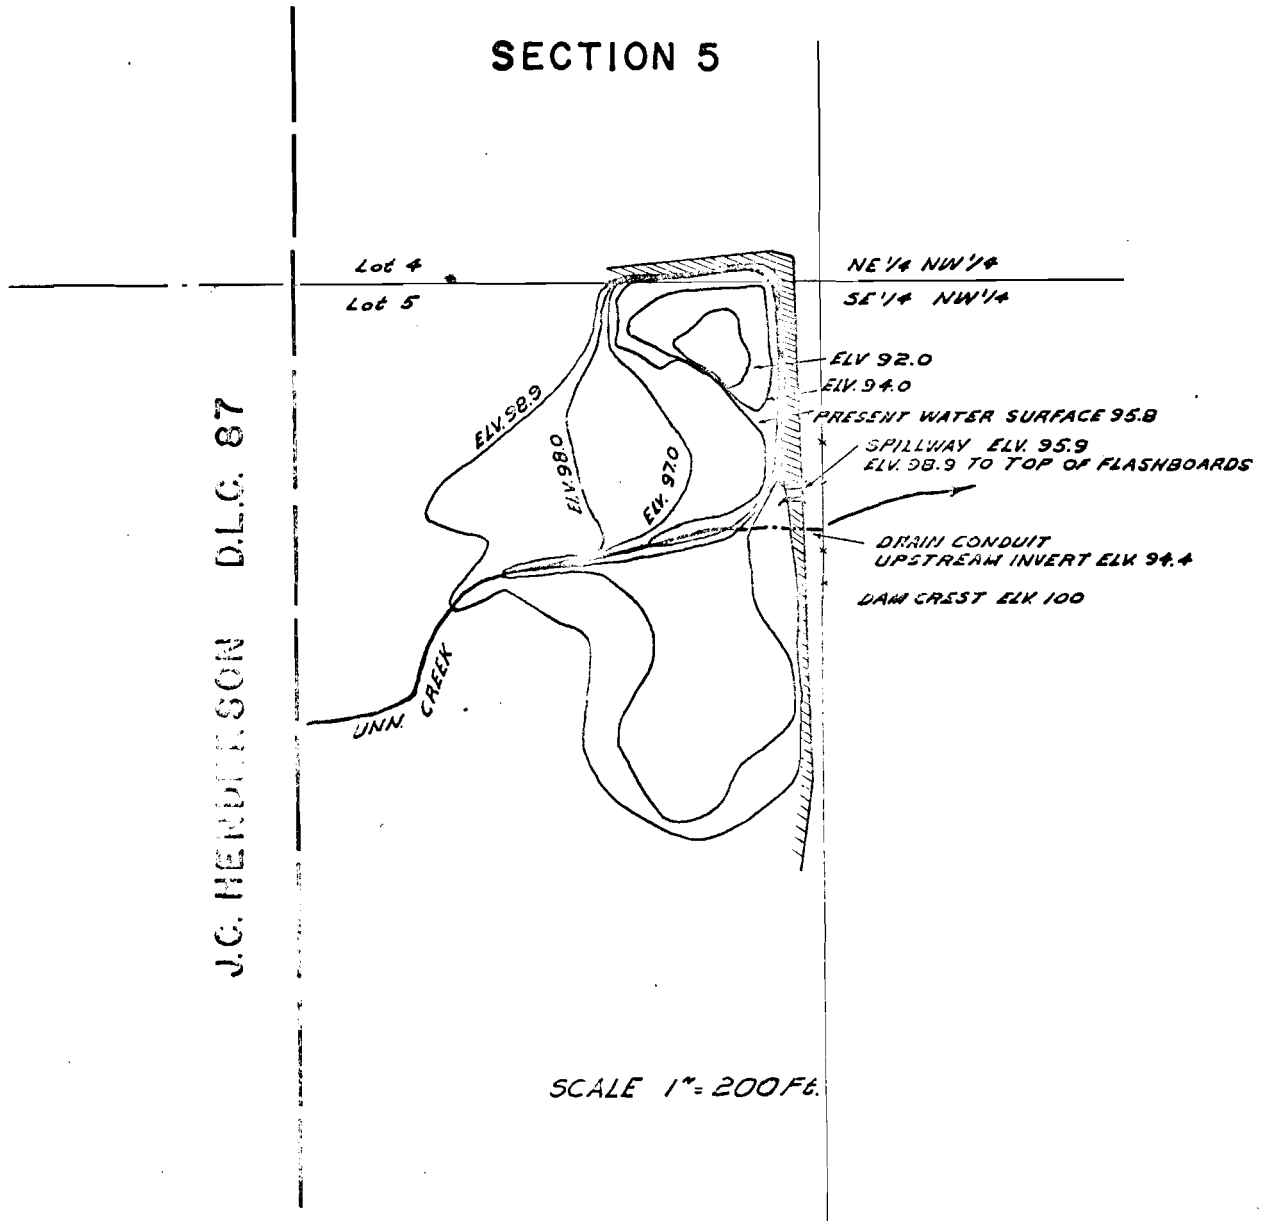 SECTION 5
Lot 4
Lot 5
NE 1/4 NW 1/4
SE 1/4 NW 1/4
ELV 92.0
ELV. 94.0
PRESENT WATER SURFACE 95.8
SPILLWAY ELV. 95.9
ELV. 98.9 TO TOP OF FLASHBOARDS
ELV. 98.9
ELV. 98.0
ELV. 97.0
DRAIN CONDUIT
UPSTREAM INVERT ELV. 94.4
DAM CREST ELV. 100
UNN. CREEK
J.C. HENDERSON D.L.C. 87
SCALE 1" = 200 Ft.